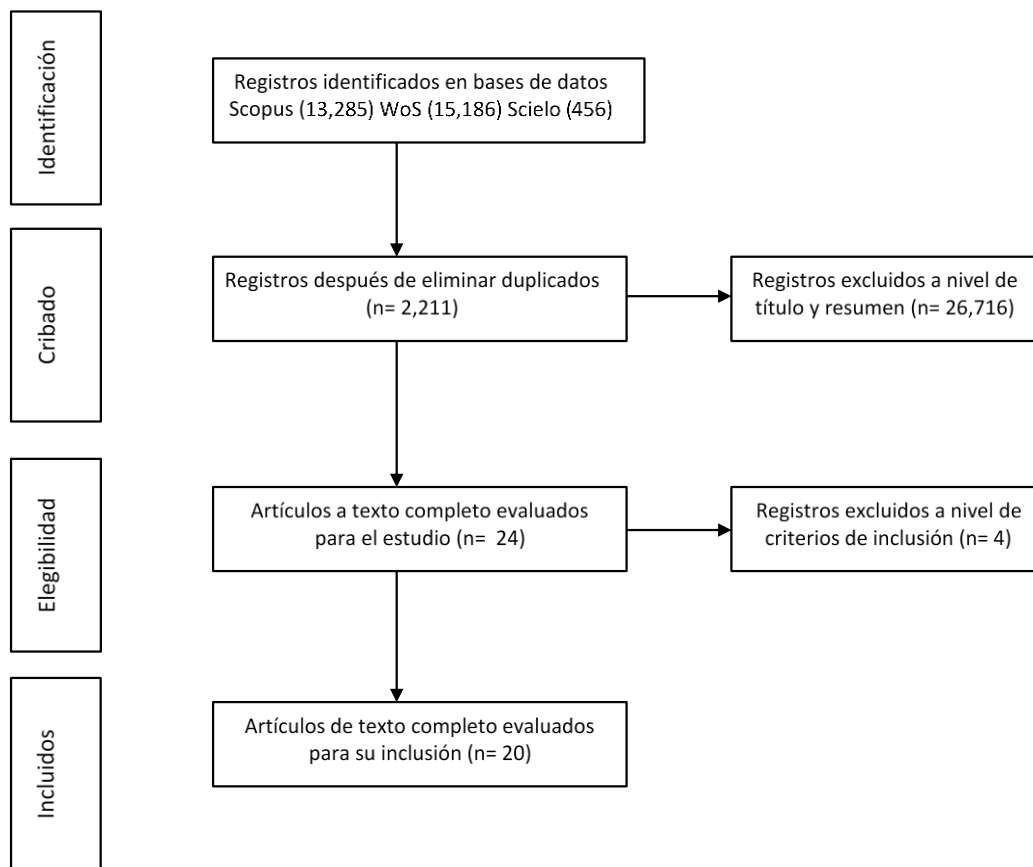 Identificación
Registros identificados en bases de datos
Scopus (13,285) WoS (15,186) Scielo (456)
Cribado
Registros después de eliminar duplicados
(n= 2,211)
Registros excluidos a nivel de
título y resumen (n= 26,716)
Elegibilidad
Artículos a texto completo evaluados
para el estudio (n= 24)
Registros excluidos a nivel de
criterios de inclusión (n= 4)
Incluidos
Artículos de texto completo evaluados
para su inclusión (n= 20)